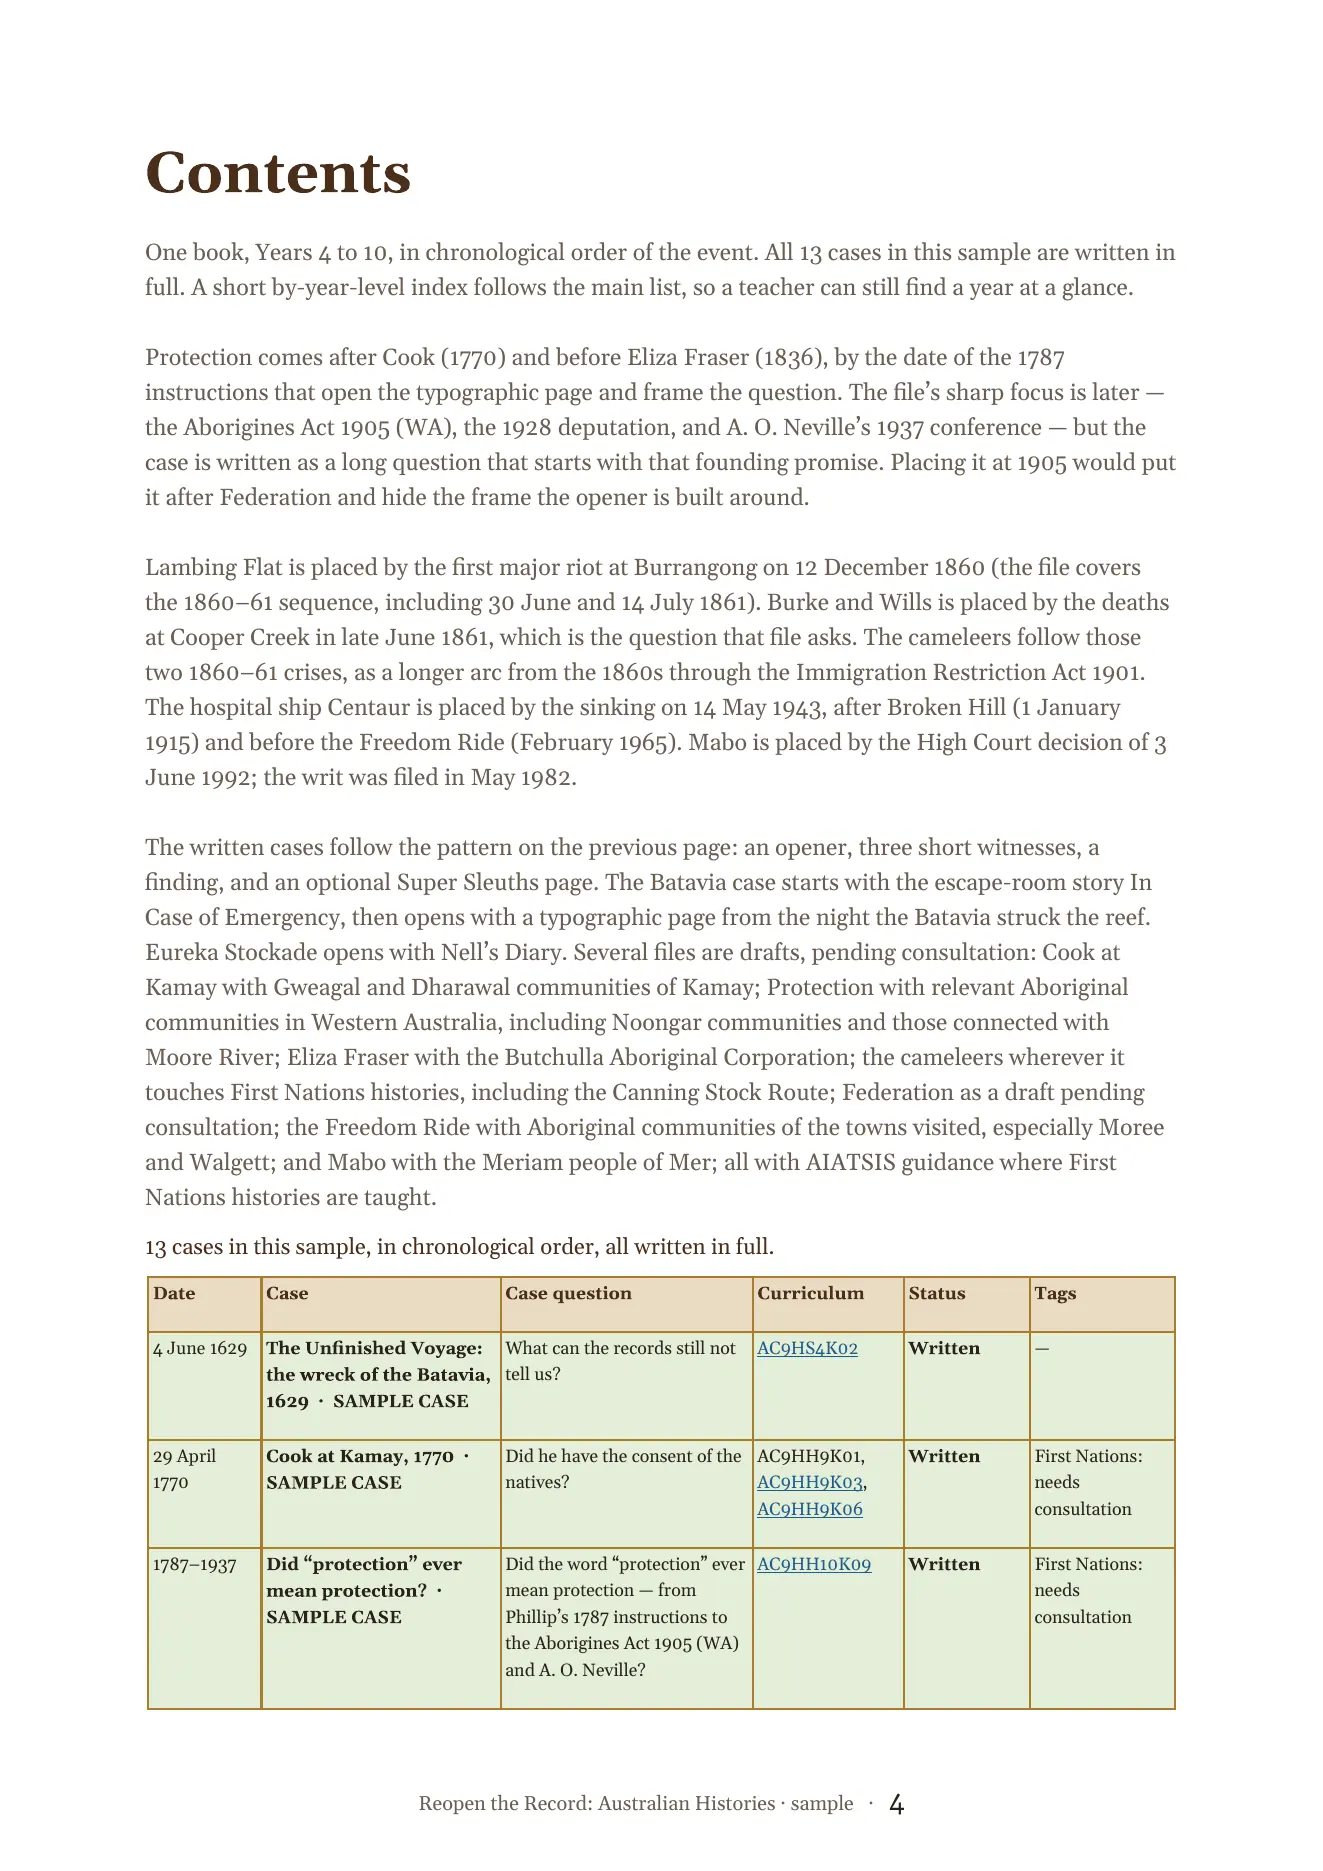 Contents
One book, Years 4 to 10, in chronological order of the event. All 13 cases in this sample are written in
full. A short by-year-level index follows the main list, so a teacher can still find a year at a glance.
Protection comes after Cook (1770) and before Eliza Fraser (1836), by the date of the 1787
instructions that open the typographic page and frame the question. The file’s sharp focus is later —
the Aborigines Act 1905 (WA), the 1928 deputation, and A. O. Neville’s 1937 conference — but the
case is written as a long question that starts with that founding promise. Placing it at 1905 would put
it after Federation and hide the frame the opener is built around.
Lambing Flat is placed by the first major riot at Burrangong on 12 December 1860 (the file covers
the 1860–61 sequence, including 30 June and 14 July 1861). Burke and Wills is placed by the deaths
at Cooper Creek in late June 1861, which is the question that file asks. The cameleers follow those
two 1860–61 crises, as a longer arc from the 1860s through the Immigration Restriction Act 1901.
The hospital ship Centaur is placed by the sinking on 14 May 1943, after Broken Hill (1 January
1915) and before the Freedom Ride (February 1965). Mabo is placed by the High Court decision of 3
June 1992; the writ was filed in May 1982.
The written cases follow the pattern on the previous page: an opener, three short witnesses, a
finding, and an optional Super Sleuths page. The Batavia case starts with the escape-room story In
Case of Emergency, then opens with a typographic page from the night the Batavia struck the reef.
Eureka Stockade opens with Nell’s Diary. Several files are drafts, pending consultation: Cook at
Kamay with Gweagal and Dharawal communities of Kamay; Protection with relevant Aboriginal
communities in Western Australia, including Noongar communities and those connected with
Moore River; Eliza Fraser with the Butchulla Aboriginal Corporation; the cameleers wherever it
touches First Nations histories, including the Canning Stock Route; Federation as a draft pending
consultation; the Freedom Ride with Aboriginal communities of the towns visited, especially Moree
and Walgett; and Mabo with the Meriam people of Mer; all with AIATSIS guidance where First
Nations histories are taught.
13 cases in this sample, in chronological order, all written in full.
Date Case Case question Curriculum Status Tags
4 June 1629 The Unfinished Voyage: What can the records still not AC9HS4K02 Written —
the wreck of the Batavia, tell us?
1629 · SAMPLE CASE
29 April Cook at Kamay, 1770 · Did he have the consent of the AC9HH9K01, Written First Nations:
1770 SAMPLE CASE natives? AC9HH9K03, needs
AC9HH9K06 consultation
1787–1937 Did “protection” ever Did the word “protection” ever AC9HH10K09 Written First Nations:
mean protection? · mean protection — from needs
SAMPLE CASE Phillip’s 1787 instructions to consultation
the Aborigines Act 1905 (WA)
and A. O. Neville?
Reopen the Record: Australian Histories · sample · 4